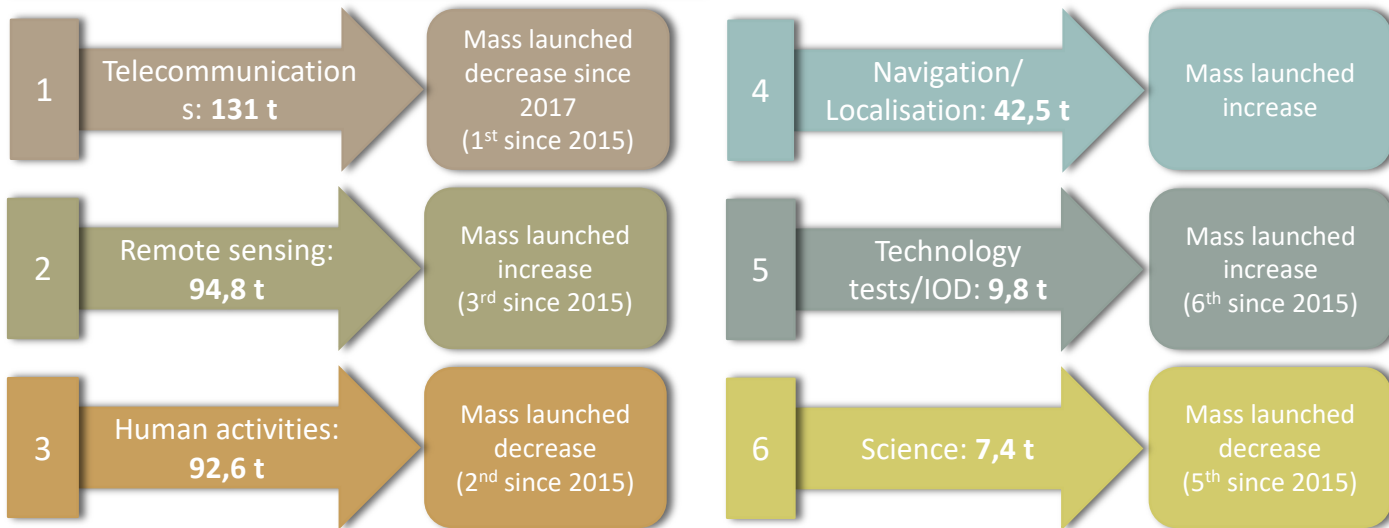 1
Telecommunication
s: 131 t
Mass launched
decrease since
2017
(1st since 2015)
2
Remote sensing:
94,8 t
Mass launched
increase
(3rd since 2015)
3
Human activities:
92,6 t
Mass launched
decrease
(2nd since 2015)
4
Navigation/
Localisation: 42,5 t
Mass launched
increase
5
Technology
tests/IOD: 9,8 t
Mass launched
increase
(6th since 2015)
6
Science: 7,4 t
Mass launched
decrease
(5th since 2015)